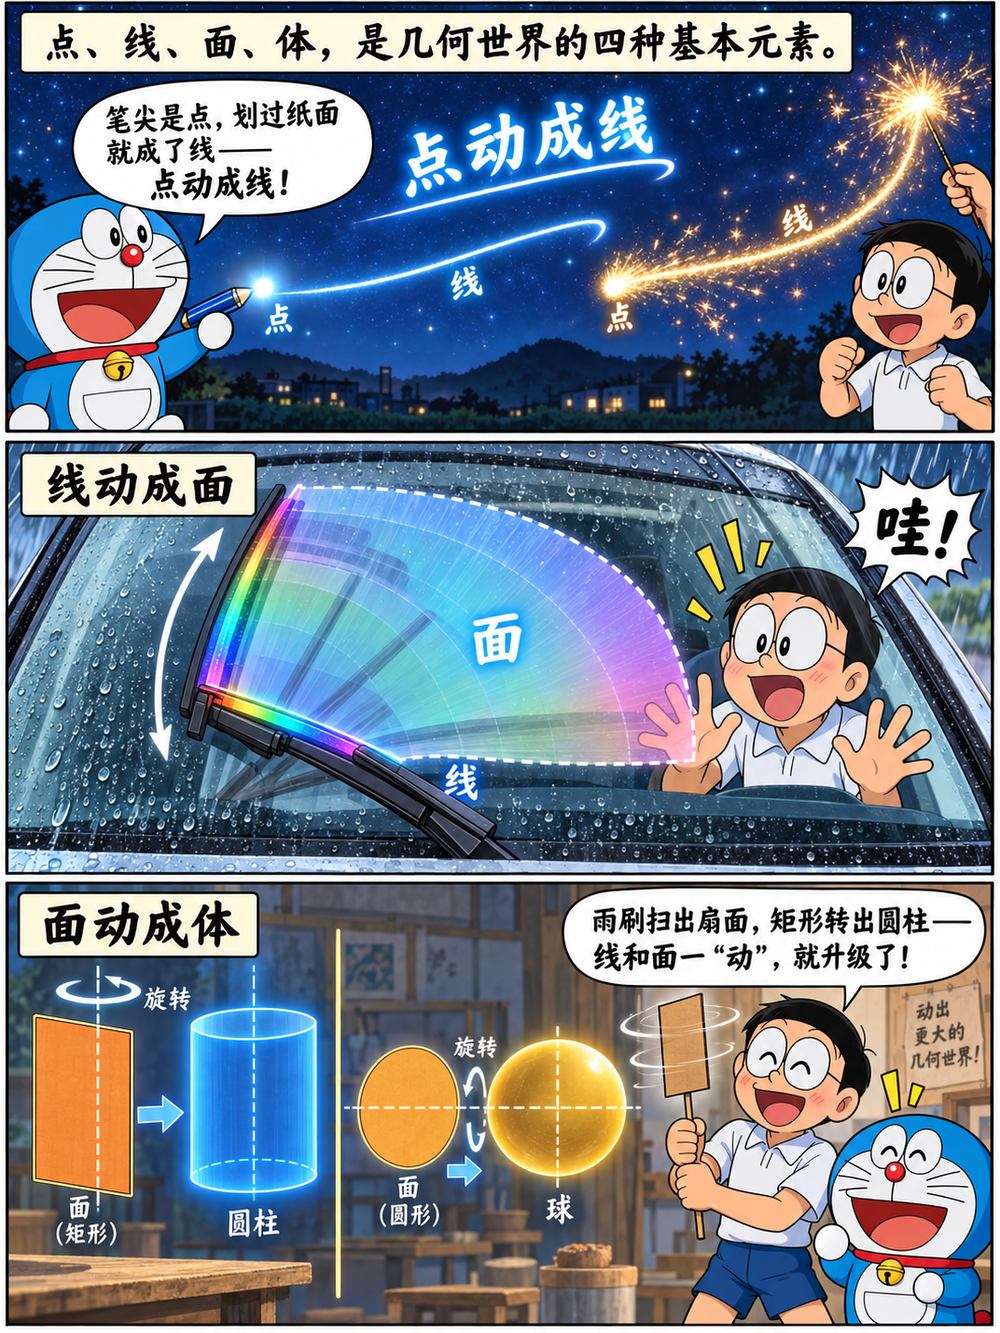 点、线、面、体，是几何世界的四种基本元素。
笔尖是点，划过纸面
就成了线——
点动成线！
点动成线
线
点
线
点
线动成面
哇！
面
线
面动成体
雨刷扫出扇面，矩形转出圆柱——
线和面一“动”，就升级了！
旋转
面
（矩形）
圆柱
旋转
面
（圆形）
球
动出
更大的
几何世界！